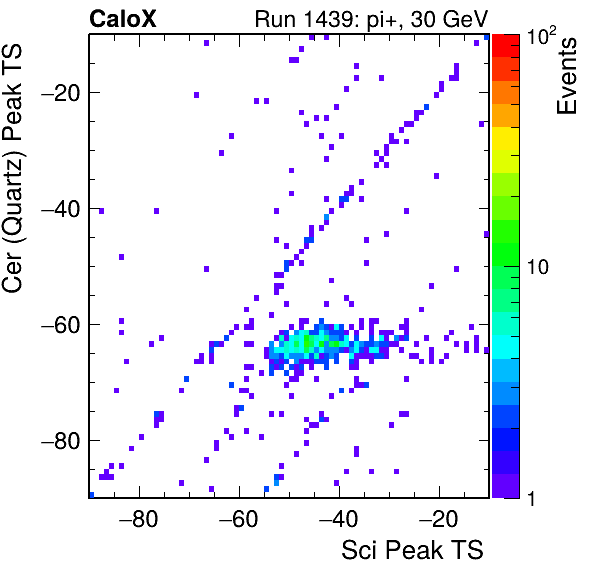 CaloX Run 1439: pi+, 30 GeV
Cer (Quartz) Peak TS
−20
−40
−60
−80
−80 −60 −40 −20
Sci Peak TS
10²
10
1
Events